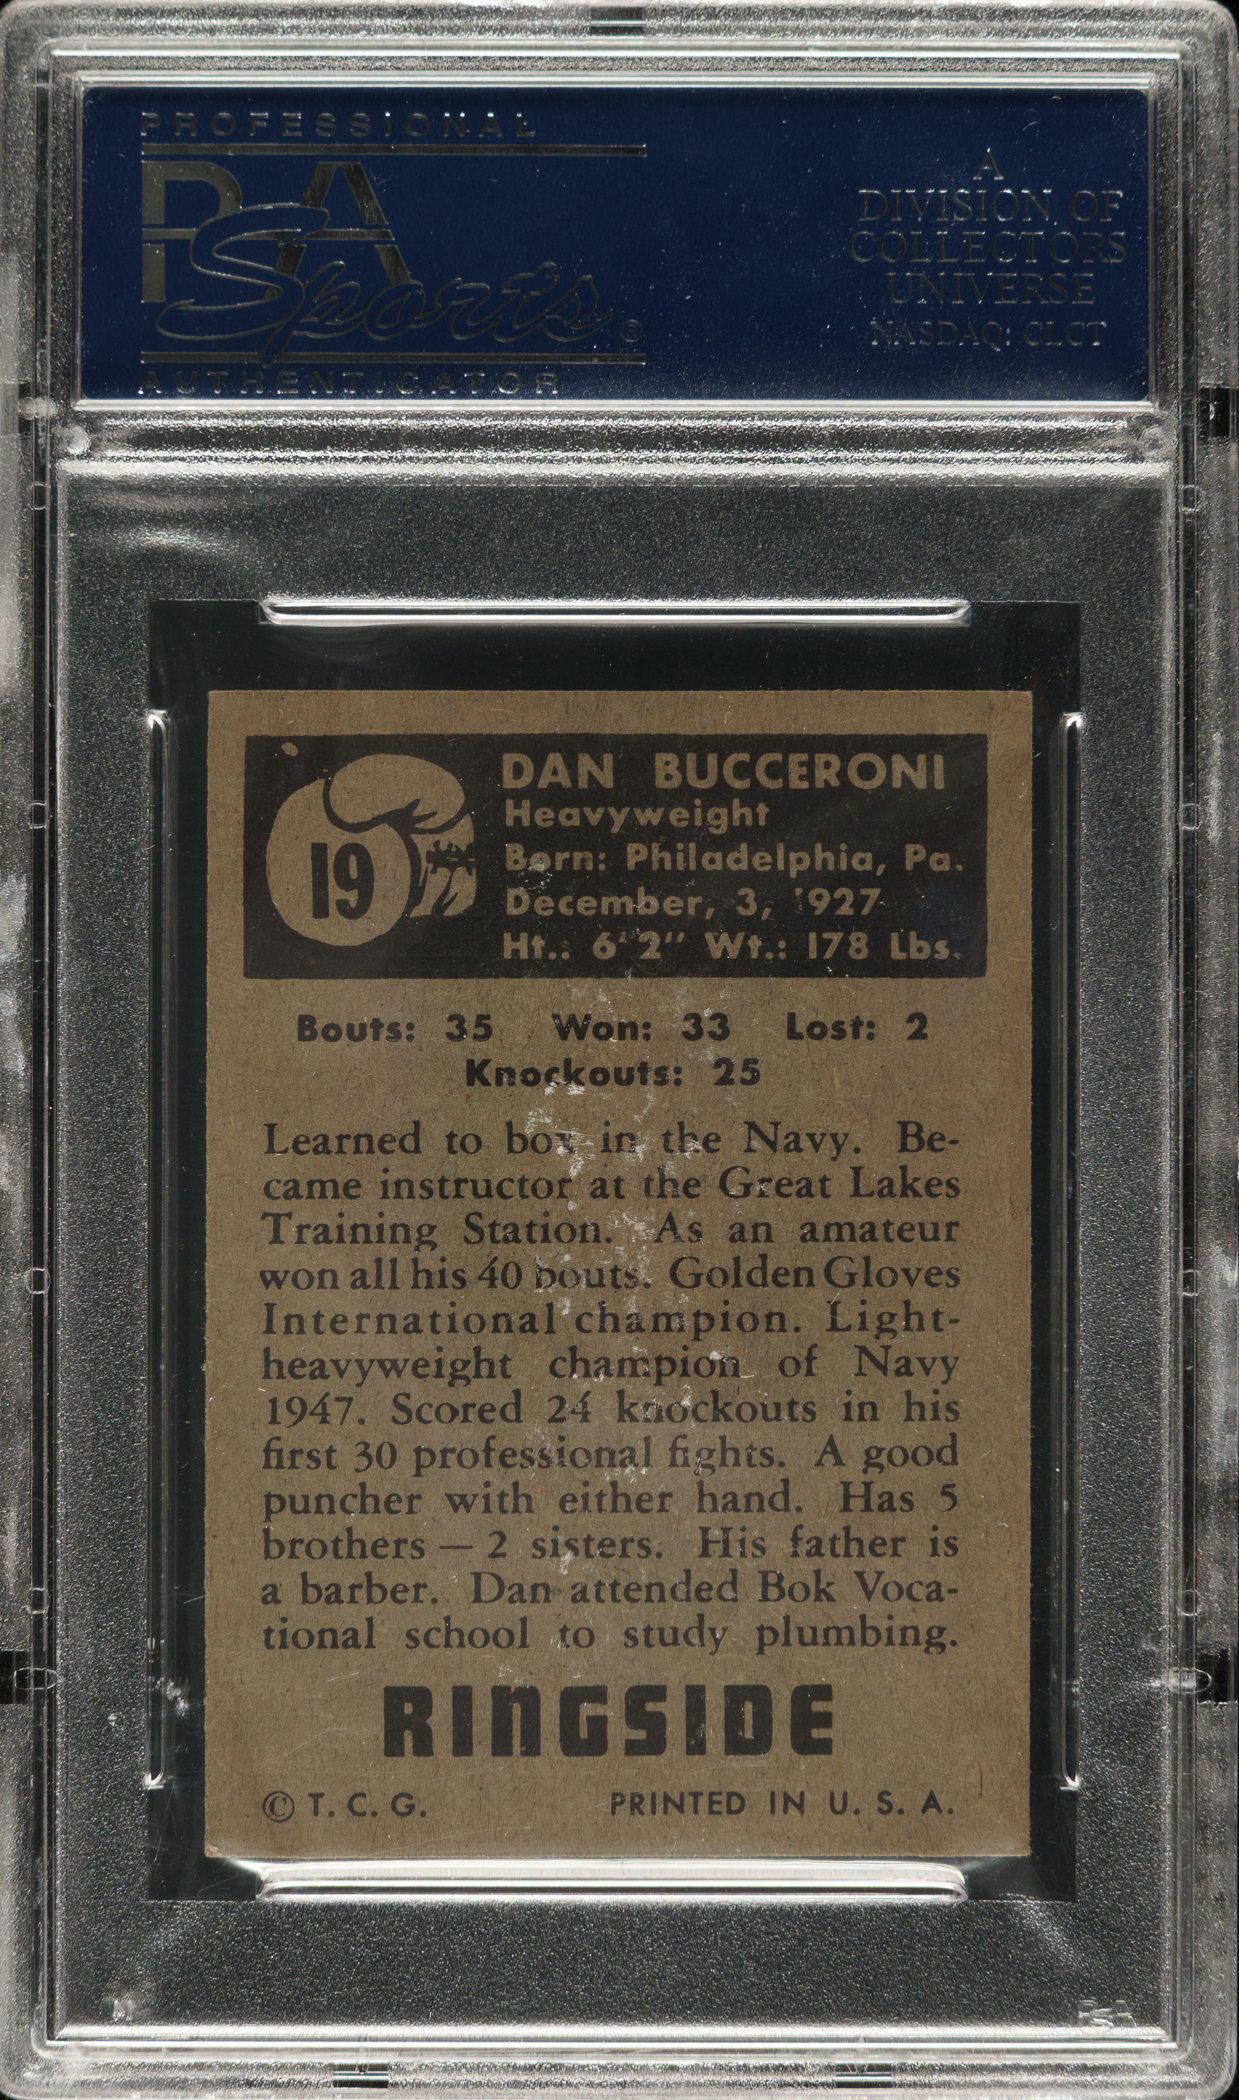 PROFESSIONAL
PSA
Sports®
AUTHENTICATOR
A
DIVISION OF
COLLECTORS
UNIVERSE
NASDAQ: CLCT
19
DAN BUCCERONI
Heavyweight
Born: Philadelphia, Pa.
December, 3, 1927
Ht.: 6' 2" Wt.: 178 Lbs.
Bouts: 35 Won: 33 Lost: 2
Knockouts: 25
Learned to box in the Navy. Be-
came instructor at the Great Lakes
Training Station. As an amateur
won all his 40 bouts. Golden Gloves
International champion. Light-
heavyweight champion of Navy
1947. Scored 24 knockouts in his
first 30 professional fights. A good
puncher with either hand. Has 5
brothers — 2 sisters. His father is
a barber. Dan attended Bok Voca-
tional school to study plumbing.
RINGSIDE
© T. C. G. PRINTED IN U. S. A.
PSA